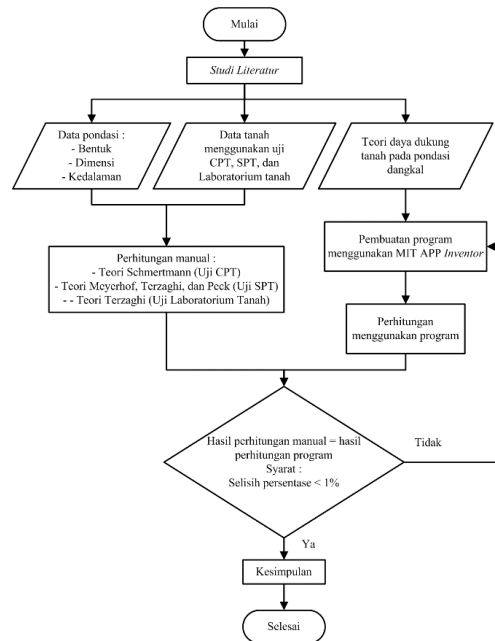 Mulai
Studi Literatur
Data pondasi :
- Bentuk
- Dimensi
- Kedalaman
Data tanah
menggunakan uji
CPT, SPT, dan
Laboratorium tanah
Teori daya dukung
tanah pada pondasi
dangkal
Perhitungan manual :
- Teori Schmertmann (Uji CPT)
- Teori Meyerhof, Terzaghi, dan Peck (Uji SPT)
- - Teori Terzaghi (Uji Laboratorium Tanah)
Pembuatan program
menggunakan MIT APP Inventor
Perhitungan
menggunakan program
Hasil perhitungan manual = hasil
perhitungan program
Syarat :
Selisih persentase < 1%
Tidak
Ya
Kesimpulan
Selesai